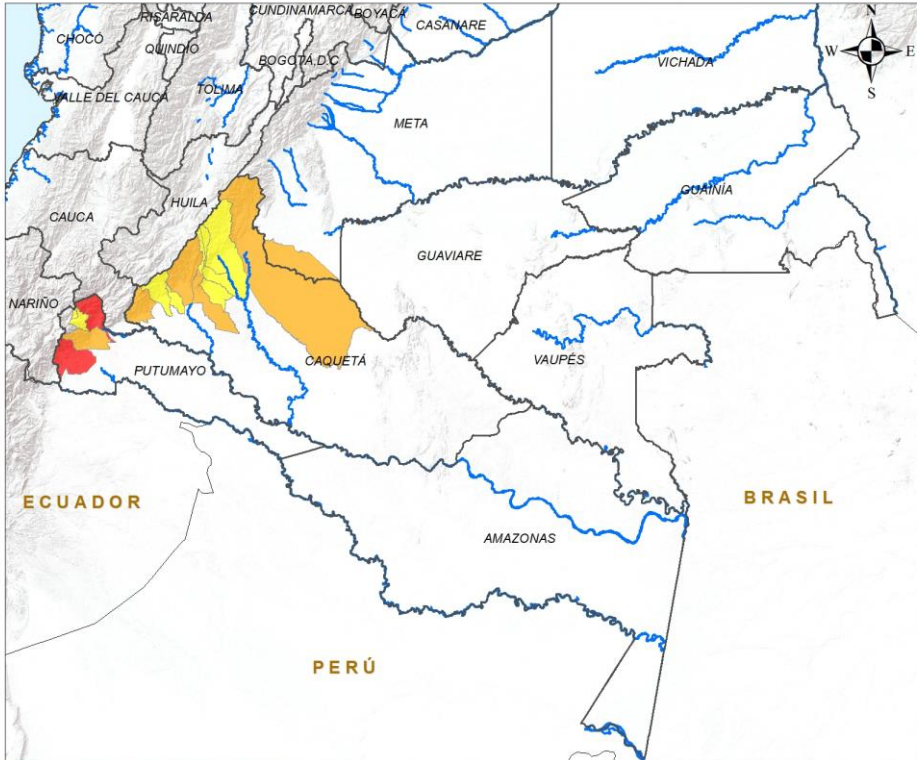 RISARALDA
CUNDINAMARCA
BOYACÁ
CASANARE
N
CHOCÓ
QUINDIO
W
E
BOGOTÁ D.C
VICHADA
TOLIMA
VALLE DEL CAUCA
S
META
GUAINÍA
HUILA
CAUCA
GUAVIARE
NARIÑO
VAUPÉS
CAQUETÁ
PUTUMAYO
ECUADOR
BRASIL
AMAZONAS
PERÚ